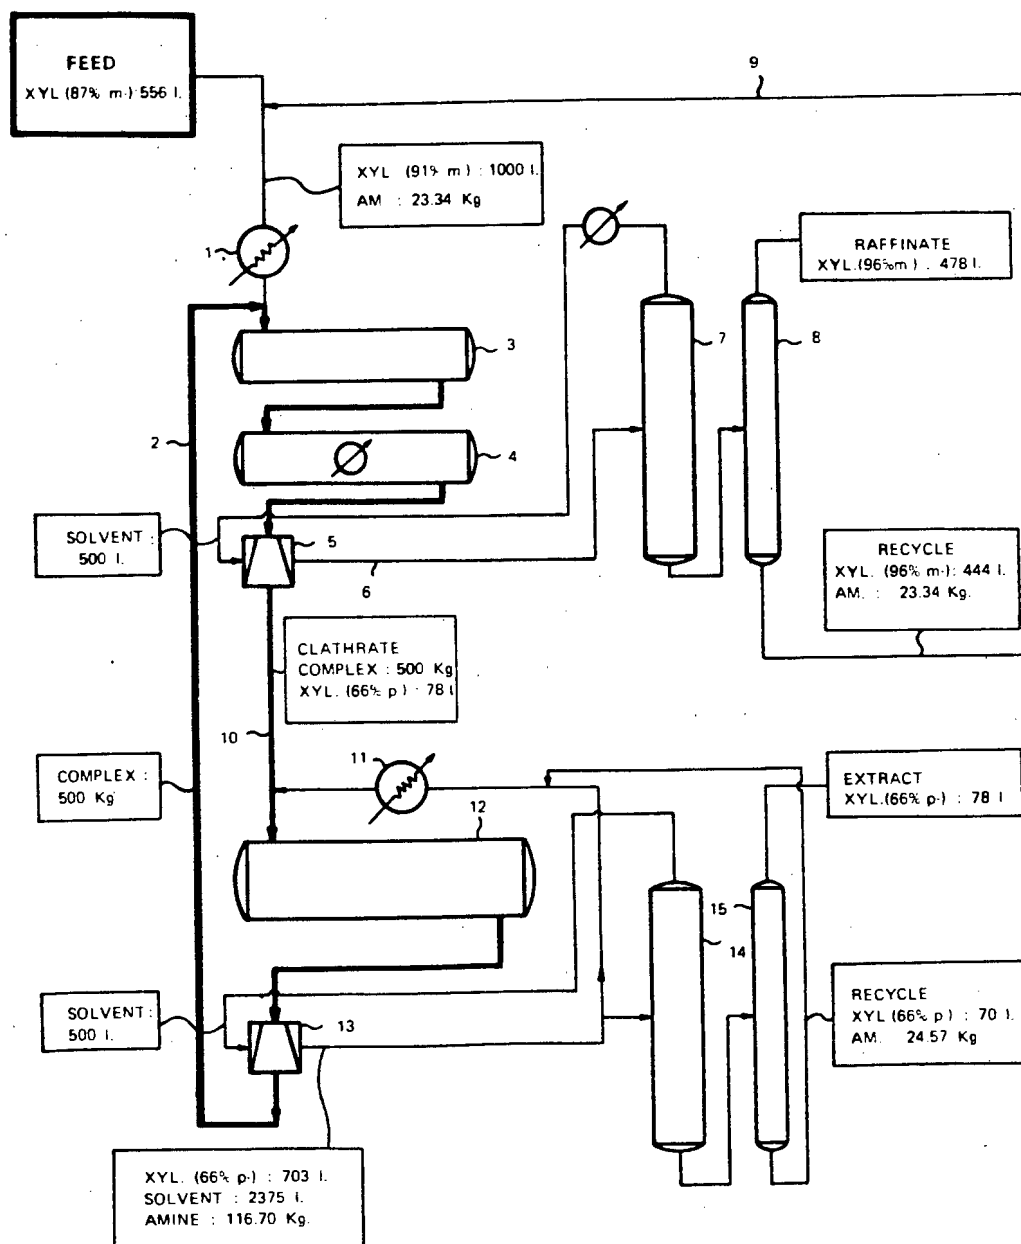 FEED
XYL (87% m.) 556 l.
9
XYL (91% m) : 1000 l.
AM : 23.34 Kg
1
RAFFINATE
XYL.(96%m) . 478 l.
3
7
8
2
4
SOLVENT :
500 l.
5
6
RECYCLE
XYL. (96% m.): 444 l.
AM. : 23.34 Kg.
CLATHRATE
COMPLEX : 500 Kg
XYL. (66% p) : 78 l.
10
11
COMPLEX :
500 Kg
12
EXTRACT
XYL.(66% p.) : 78 l
15
14
SOLVENT :
500 l.
13
RECYCLE
XYL (66% p) : 70 l.
AM. 24.57 Kg
XYL. (66% p.) : 703 l.
SOLVENT : 2375 l.
AMINE : 116.70 Kg.